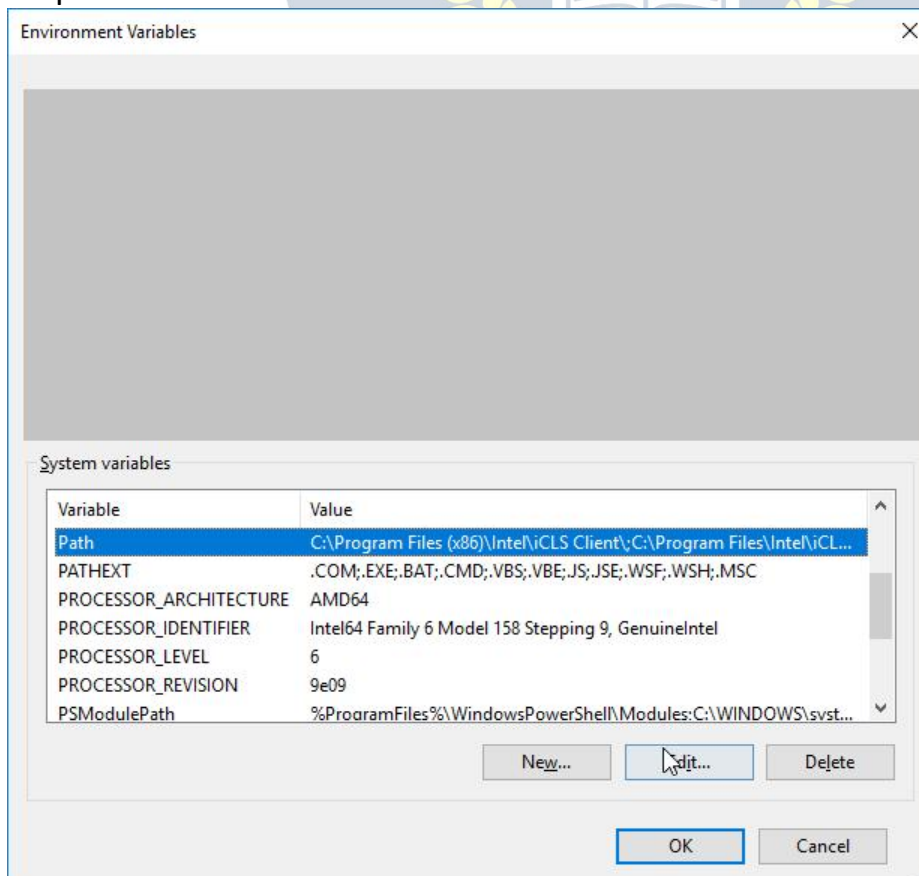 Environment Variables
System variables
Variable Value
Path C:\Program Files (x86)\Intel\iCLS Client\;C:\Program Files\Intel\iCL...
PATHEXT .COM;.EXE;.BAT;.CMD;.VBS;.VBE;.JS;.JSE;.WSF;.WSH;.MSC
PROCESSOR_ARCHITECTURE AMD64
PROCESSOR_IDENTIFIER Intel64 Family 6 Model 158 Stepping 9, GenuineIntel
PROCESSOR_LEVEL 6
PROCESSOR_REVISION 9e09
PSModulePath %ProgramFiles%\WindowsPowerShell\Modules;C:\WINDOWS\syst...
New... Edit... Delete
OK Cancel